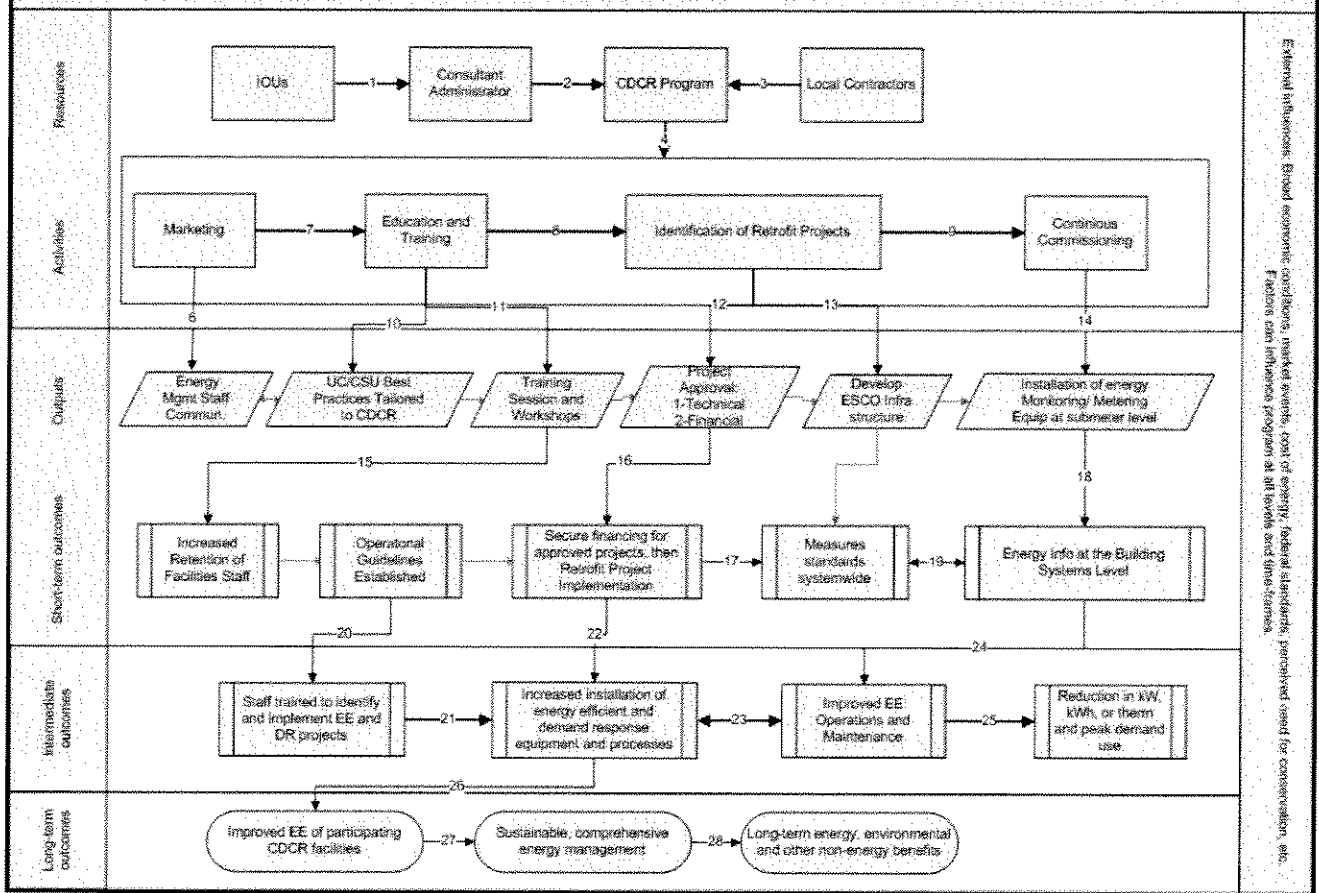 Resources
IOUs
1
Consultant
Administrator
2
CDCR Program
3
Local Contractors
4
Activities
Marketing
7
Education and
Training
8
Identification of Retrofit Projects
9
Continious
Commissioning
6
10
11
12
13
14
Outputs
Energy
Mgmt Staff
Commun.
UC/CSU Best
Practices Tailored
to CDCR
Training
Session and
Workshops
Project
Approval:
1-Technical
2-Financial
Develop
ESCO Infra
structure
Installation of energy
Monitoring/ Metering
Equip at submeter level
15
16
18
Short-term outcomes
Increased
Retention of
Facilities Staff
Operatonal
Guidelines
Established
Secure financing for
approved projects, then
Retrofit Project
Implementation
17
Measures
standards
systemwide
19
Energy Info at the Building
Systems Level
20
22
24
Intermediate
outcomes
Staff trained to identify
and implement EE and
DR projects
21
Increased installation of
energy efficient and
demand response
equipment and processes
23
Improved EE
Operations and
Maintenance
25
Reduction in kW,
kWh, or therm
and peak demand
use
26
Long-term
outcomes
Improved EE of participating
CDCR facilities
27
Sustainable, comprehensive
energy management
28
Long-term energy, environmental
and other non-energy benefits
External influences: Broad economic conditions, market events, cost of energy, federal standards, perceived need for conservation, etc.
Factors can influence program at all levels and time-frames.